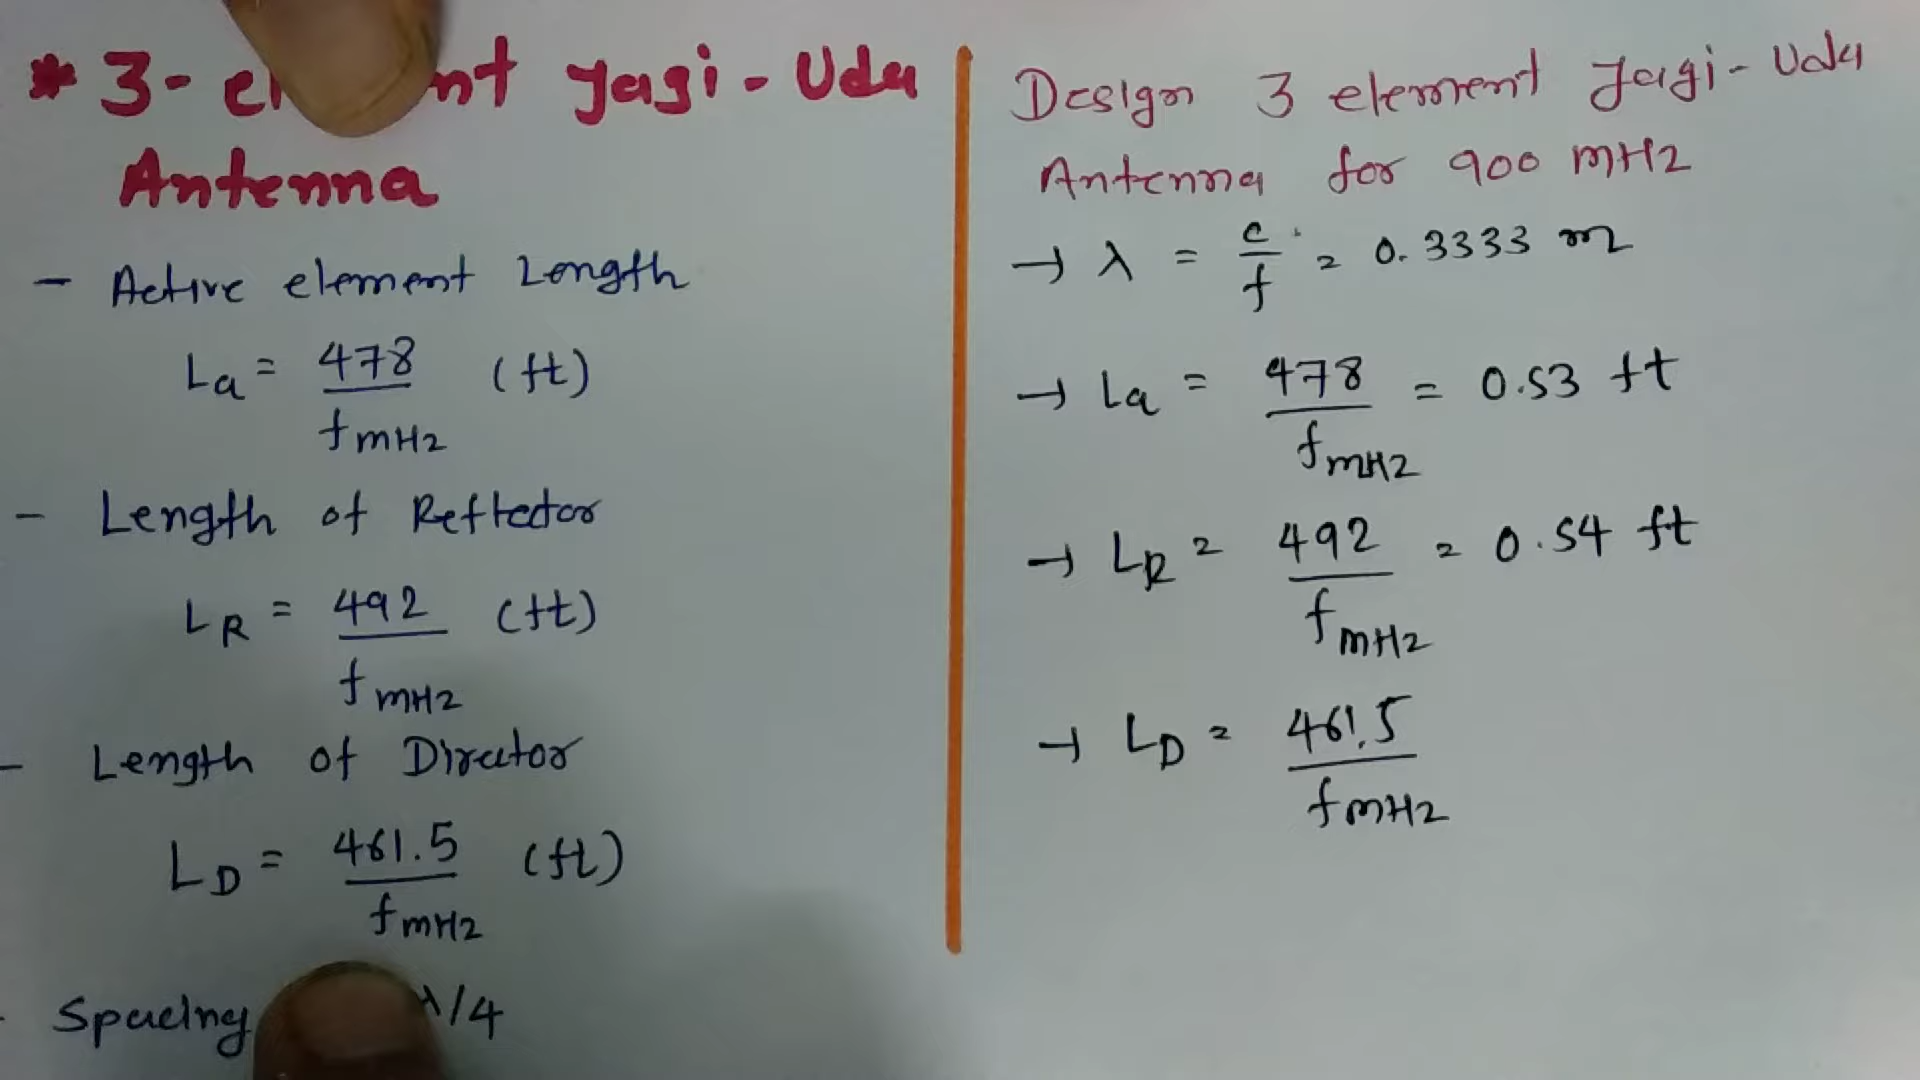 * 3- nt Yagi-Uda
Antenna
- Active element Length
La = 478 / fMHz (ft)
- Length of Reflector
LR = 492 / fMHz (ft)
- Length of Director
LD = 461.5 / fMHz (ft)
- Spacing λ/4
Design 3 element Yagi-Uda
Antenna for 900 MHz
→ λ = c / f = 0.3333 m
→ La = 478 / fMHz = 0.53 ft
→ LR = 492 / fMHz = 0.54 ft
→ LD = 461.5 / fMHz